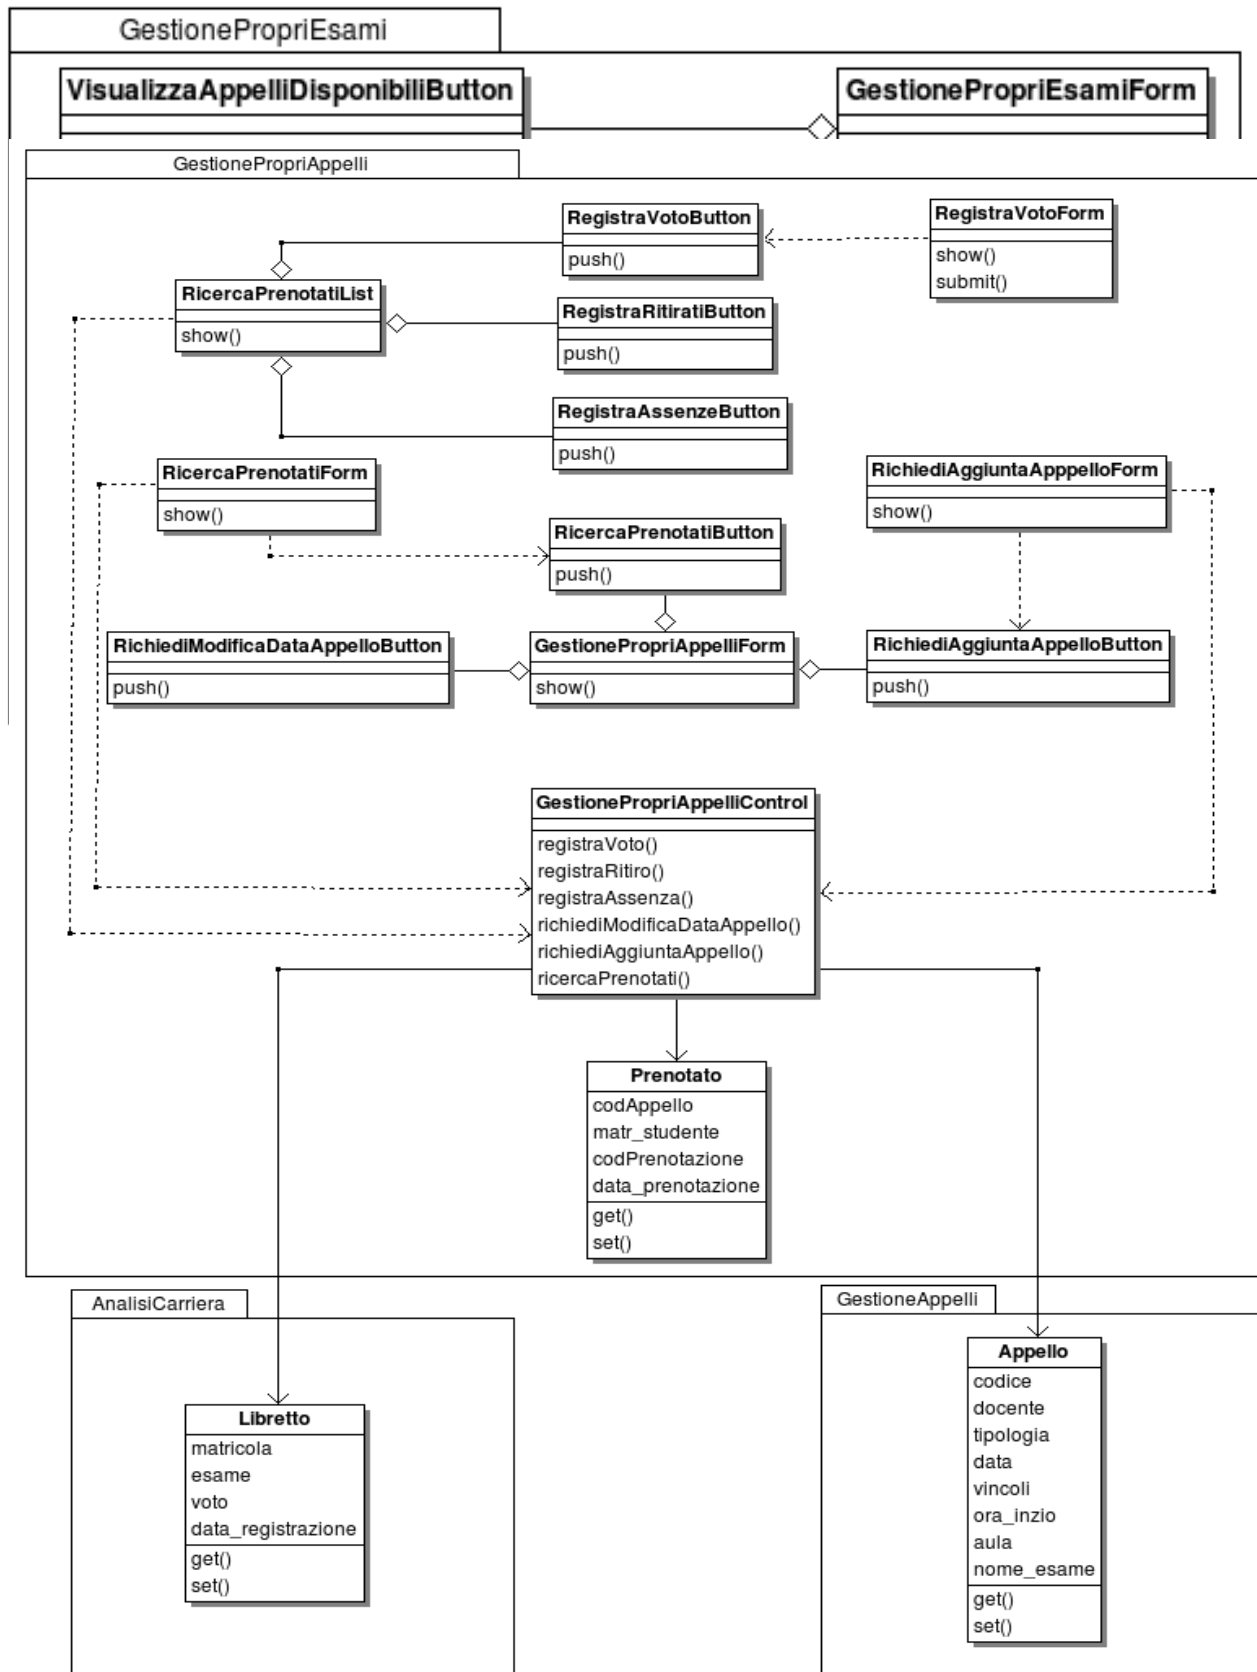 GestionePropriEsami
VisualizzaAppelliDisponibiliButton
GestionePropriEsamiForm
GestionePropriAppelli
RegistraVotoButton
push()
RegistraVotoForm
show()
submit()
RicercaPrenotatiList
show()
RegistraRitiratiButton
push()
RegistraAssenzeButton
push()
RicercaPrenotatiForm
show()
RichiediAggiuntaApppelloForm
show()
RicercaPrenotatiButton
push()
RichiediModificaDataAppelloButton
push()
GestionePropriAppelliForm
show()
RichiediAggiuntaAppelloButton
push()
GestionePropriAppelliControl
registraVoto()
registraRitiro()
registraAssenza()
richiediModificaDataAppello()
richiediAggiuntaAppello()
ricercaPrenotati()
Prenotato
codAppello
matr_studente
codPrenotazione
data_prenotazione
get()
set()
AnalisiCarriera
Libretto
matricola
esame
voto
data_registrazione
get()
set()
GestioneAppelli
Appello
codice
docente
tipologia
data
vincoli
ora_inzio
aula
nome_esame
get()
set()